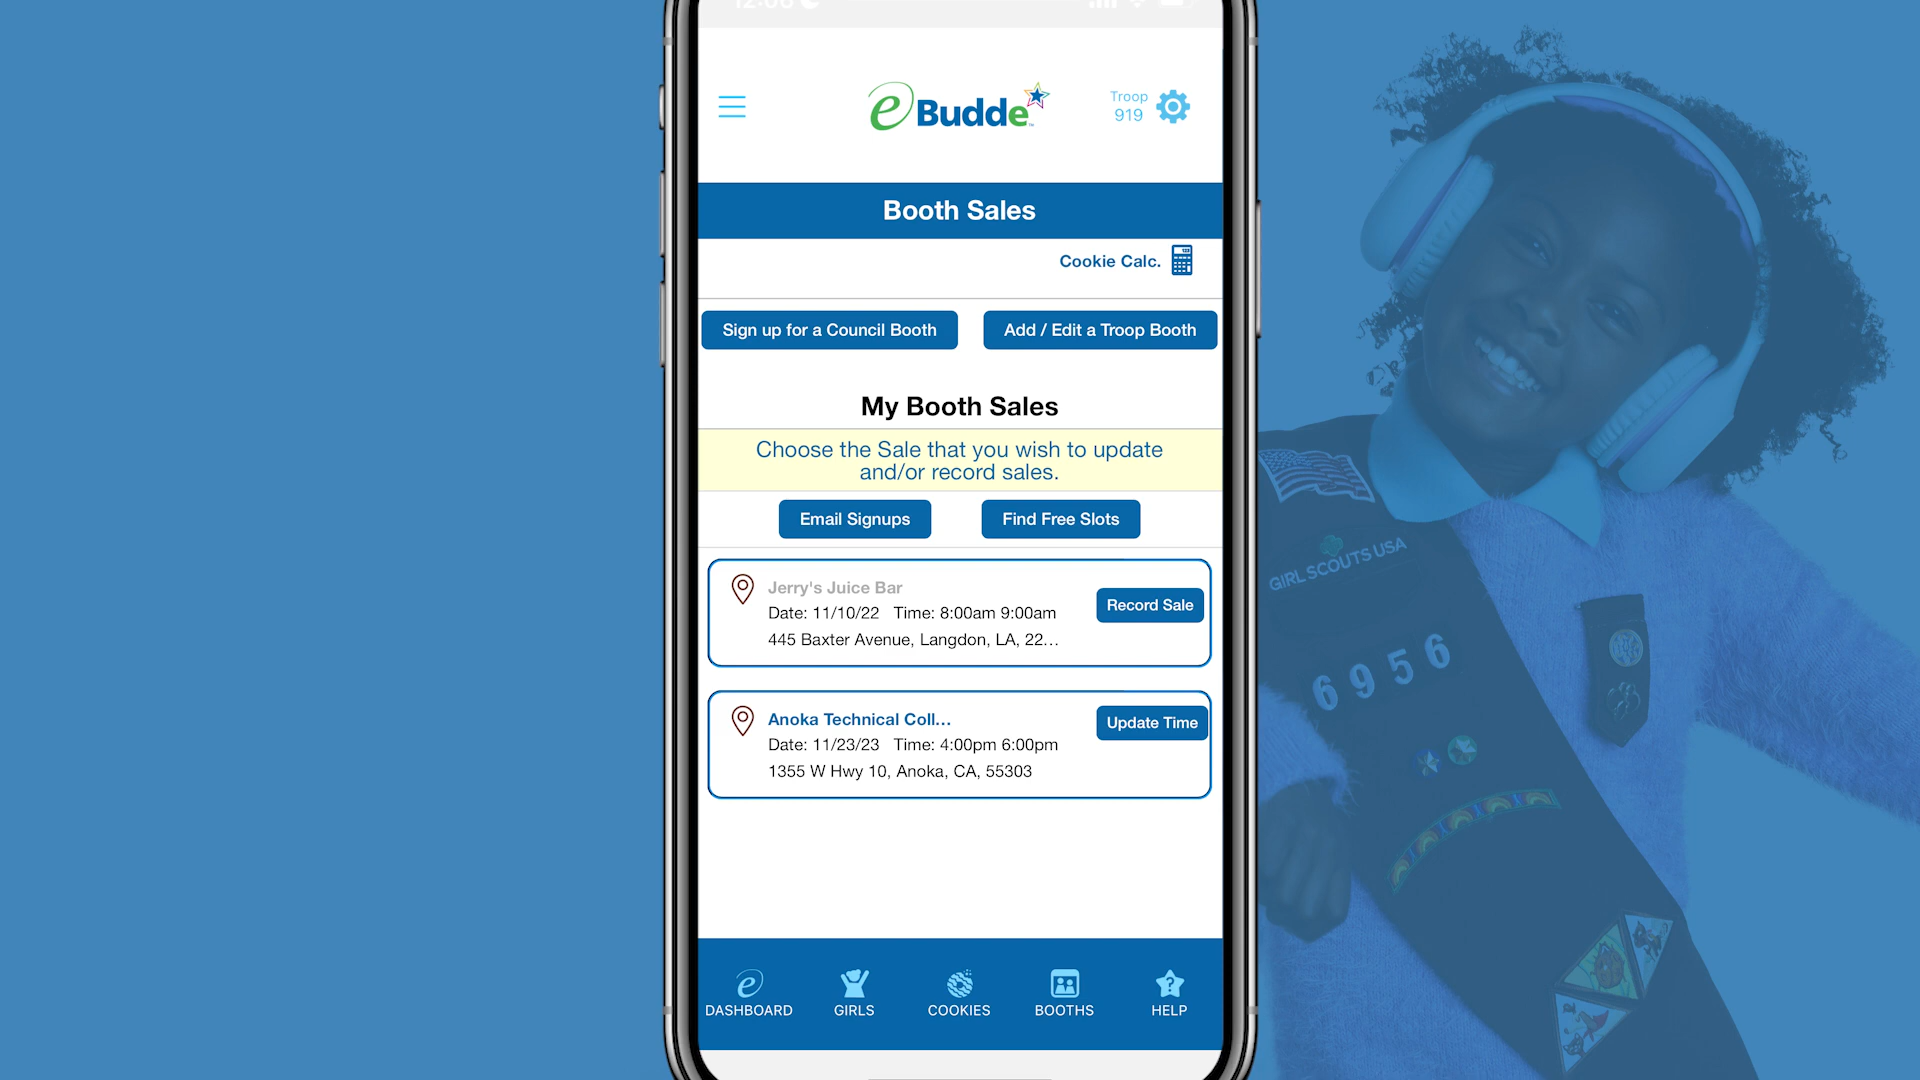 12:06
eBudde™
Troop
919
Booth Sales
Cookie Calc.
Sign up for a Council Booth
Add / Edit a Troop Booth
My Booth Sales
Choose the Sale that you wish to update
and/or record sales.
Email Signups
Find Free Slots
Jerry's Juice Bar
Date: 11/10/22 Time: 8:00am 9:00am
445 Baxter Avenue, Langdon, LA, 22...
Record Sale
Anoka Technical Coll...
Date: 11/23/23 Time: 4:00pm 6:00pm
1355 W Hwy 10, Anoka, CA, 55303
Update Time
DASHBOARD
GIRLS
COOKIES
BOOTHS
HELP
GIRL SCOUTS USA
6956